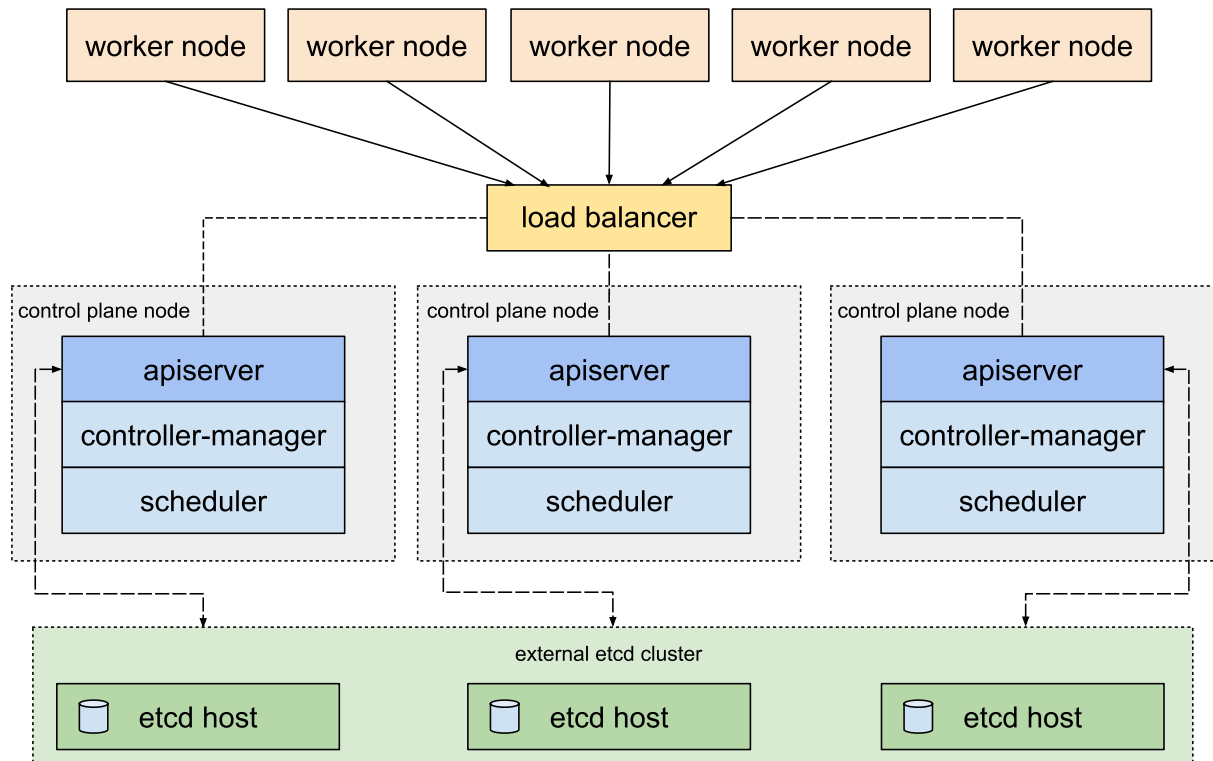 worker node
worker node
worker node
worker node
worker node
load balancer
control plane node
apiserver
controller-manager
scheduler
control plane node
apiserver
controller-manager
scheduler
control plane node
apiserver
controller-manager
scheduler
external etcd cluster
etcd host
etcd host
etcd host